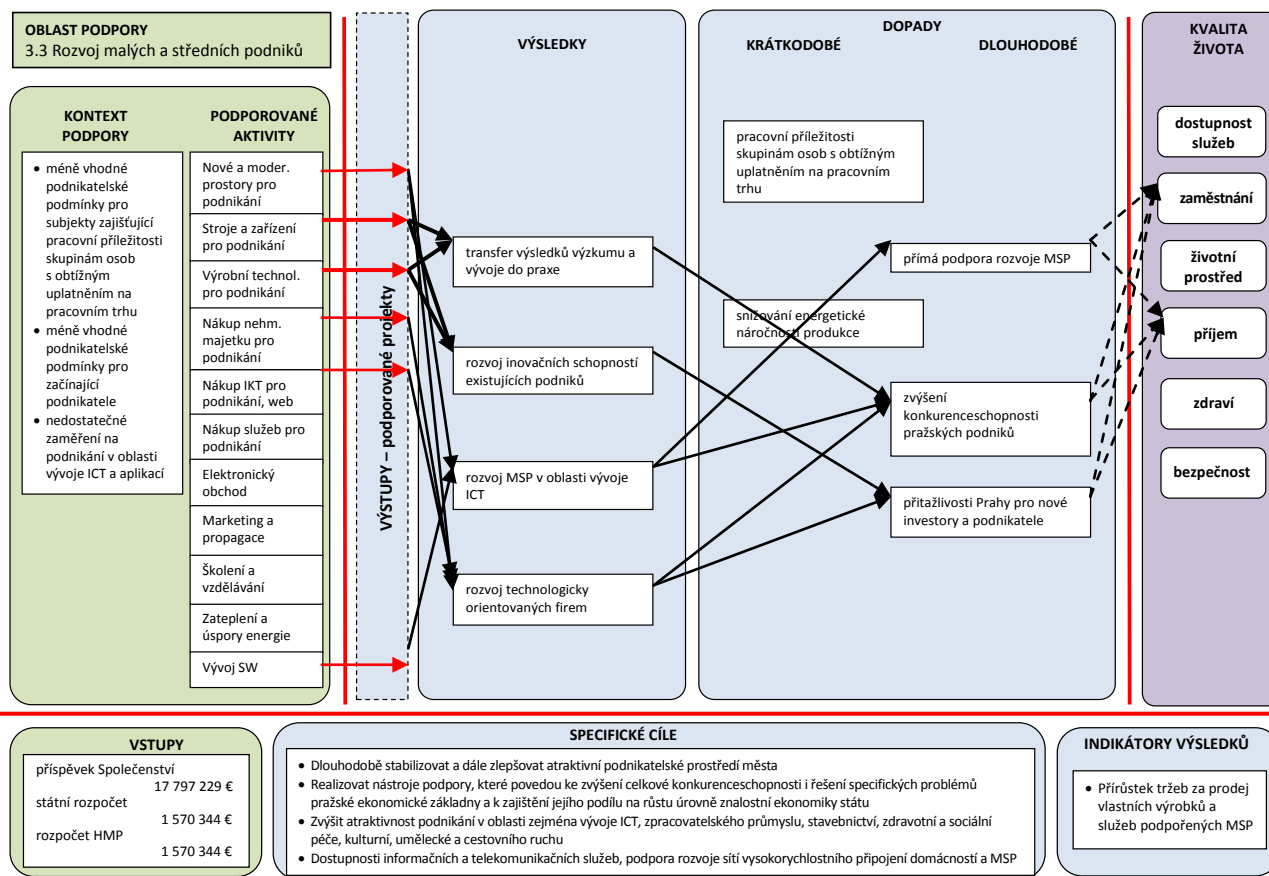 OBLAST PODPORY
3.3 Rozvoj malých a středních podniků
KONTEXT
PODPORY
• méně vhodné
podnikatelské
podmínky pro
subjekty zajišťující
pracovní příležitosti
skupinám osob
s obtížným
uplatněním na
pracovním trhu
• méně vhodné
podnikatelské
podmínky pro
začínající
podnikatele
• nedostatečné
zaměření na
podnikání v oblasti
vývoje ICT a aplikací
PODPOROVANÉ
AKTIVITY
Nové a moder.
prostory pro
podnikání
Stroje a zařízení
pro podnikání
Výrobní technol.
pro podnikání
Nákup nehm.
majetku pro
podnikání
Nákup IKT pro
podnikání, web
Nákup služeb pro
podnikání
Elektronický
obchod
Marketing a
propagace
Školení a
vzdělávání
Zateplení a
úspory energie
Vývoj SW
VÝSTUPY – podporované projekty
VÝSLEDKY
transfer výsledků výzkumu a
vývoje do praxe
rozvoj inovačních schopností
existujících podniků
rozvoj MSP v oblasti vývoje
ICT
rozvoj technologicky
orientovaných firem
DOPADY
KRÁTKODOBÉ
DLOUHODOBÉ
pracovní příležitosti
skupinám osob s obtížným
uplatněním na pracovním
trhu
snižování energetické
náročnosti produkce
přímá podpora rozvoje MSP
zvýšení
konkurenceschopnosti
pražských podniků
přitažlivosti Prahy pro nové
investory a podnikatele
KVALITA
ŽIVOTA
dostupnost
služeb
zaměstnání
životní
prostřed
příjem
zdraví
bezpečnost
VSTUPY
příspěvek Společenství
17 797 229 €
státní rozpočet
1 570 344 €
rozpočet HMP
1 570 344 €
SPECIFICKÉ CÍLE
• Dlouhodobě stabilizovat a dále zlepšovat atraktivní podnikatelské prostředí města
• Realizovat nástroje podpory, které povedou ke zvýšení celkové konkurenceschopnosti i řešení specifických problémů
pražské ekonomické základny a k zajištění jejího podílu na růstu úrovně znalostní ekonomiky státu
• Zvýšit atraktivnost podnikání v oblasti zejména vývoje ICT, zpracovatelského průmyslu, stavebnictví, zdravotní a sociální
péče, kulturní, umělecké a cestovního ruchu
• Dostupnosti informačních a telekomunikačních služeb, podpora rozvoje sítí vysokorychlostního připojení domácností a MSP
INDIKÁTORY VÝSLEDKŮ
• Přírůstek tržeb za prodej
vlastních výrobků a
služeb podpořených MSP